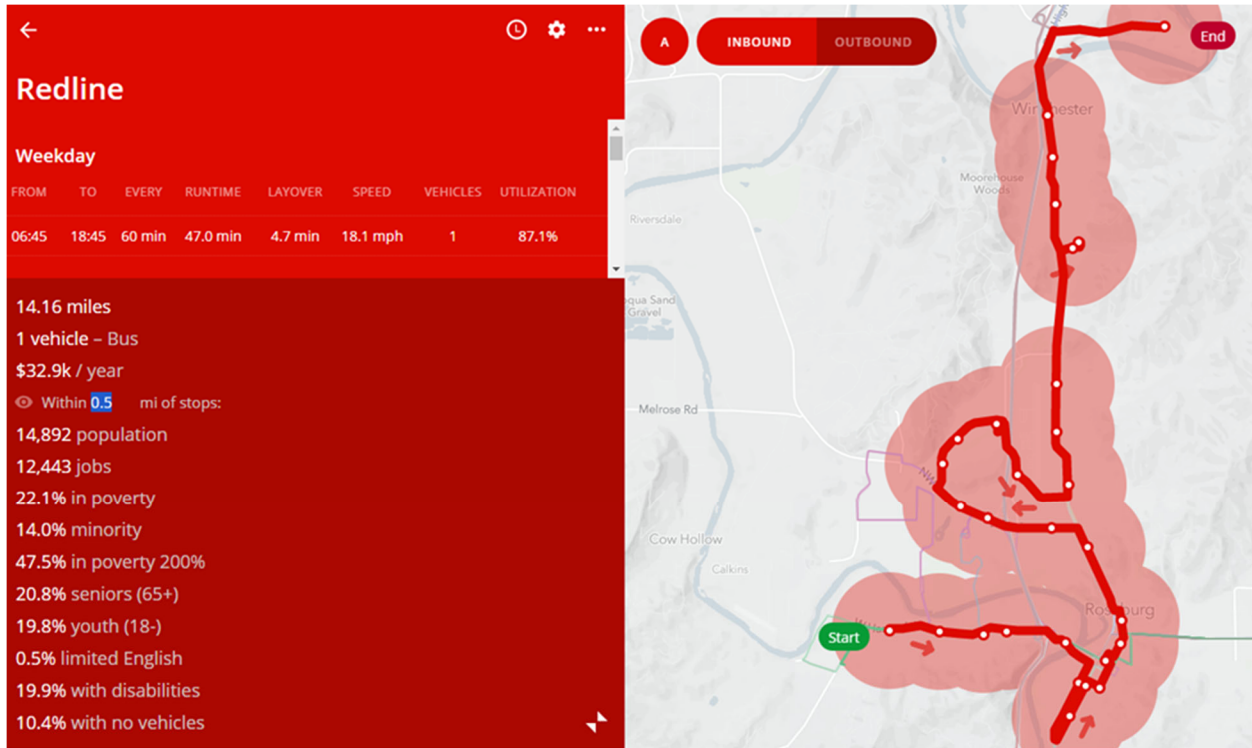 Redline
Weekday
FROM TO EVERY RUNTIME LAYOVER SPEED VEHICLES UTILIZATION
06:45 18:45 60 min 47.0 min 4.7 min 18.1 mph 1 87.1%
14.16 miles
1 vehicle – Bus
$32.9k / year
Within 0.5 mi of stops:
14,892 population
12,443 jobs
22.1% in poverty
14.0% minority
47.5% in poverty 200%
20.8% seniors (65+)
19.8% youth (18-)
0.5% limited English
19.9% with disabilities
10.4% with no vehicles
A INBOUND OUTBOUND
End
Moorehouse
Woods
Riversdale
Sand
Gravel
Melrose Rd
NW
Cow Hollow
Calkins
Start